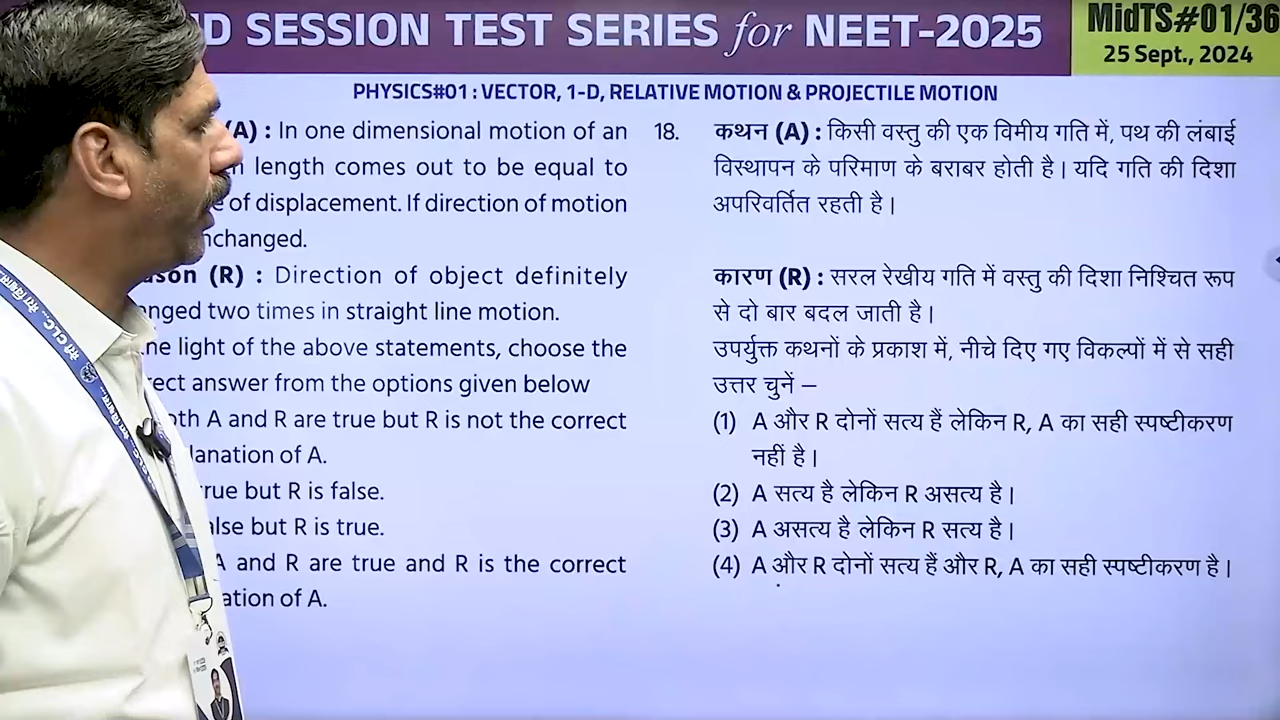 D SESSION TEST SERIES for NEET-2025
MidTS#01/36
25 Sept., 2024
PHYSICS#01 : VECTOR, 1-D, RELATIVE MOTION & PROJECTILE MOTION
(A) : In one dimensional motion of an
length comes out to be equal to
of displacement. If direction of motion
nchanged.
ason (R) : Direction of object definitely
anged two times in straight line motion.
he light of the above statements, choose the
rect answer from the options given below
oth A and R are true but R is not the correct
lanation of A.
rue but R is false.
alse but R is true.
A and R are true and R is the correct
ation of A.
18. कथन (A) : किसी वस्तु की एक विमीय गति में, पथ की लंबाई
विस्थापन के परिमाण के बराबर होती है। यदि गति की दिशा
अपरिवर्तित रहती है।
कारण (R) : सरल रेखीय गति में वस्तु की दिशा निश्चित रूप
से दो बार बदल जाती है।
उपर्युक्त कथनों के प्रकाश में, नीचे दिए गए विकल्पों में से सही
उत्तर चुनें –
(1) A और R दोनों सत्य हैं लेकिन R, A का सही स्पष्टीकरण
नहीं है।
(2) A सत्य है लेकिन R असत्य है।
(3) A असत्य है लेकिन R सत्य है।
(4) A और R दोनों सत्य हैं और R, A का सही स्पष्टीकरण है।